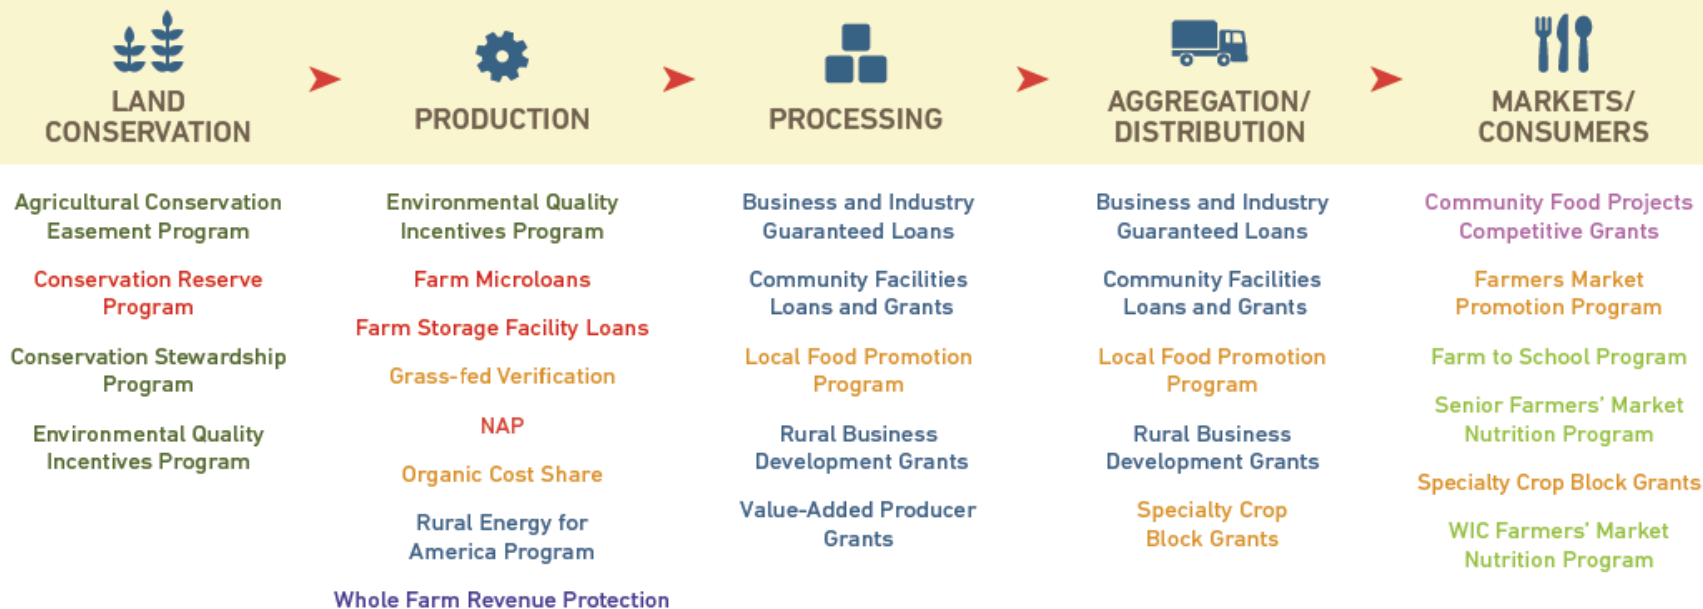 LAND
CONSERVATION
PRODUCTION
PROCESSING
AGGREGATION/
DISTRIBUTION
MARKETS/
CONSUMERS
Agricultural Conservation
Easement Program
Conservation Reserve
Program
Conservation Stewardship
Program
Environmental Quality
Incentives Program
Environmental Quality
Incentives Program
Farm Microloans
Farm Storage Facility Loans
Grass-fed Verification
NAP
Organic Cost Share
Rural Energy for
America Program
Whole Farm Revenue Protection
Business and Industry
Guaranteed Loans
Community Facilities
Loans and Grants
Local Food Promotion
Program
Rural Business
Development Grants
Value-Added Producer
Grants
Business and Industry
Guaranteed Loans
Community Facilities
Loans and Grants
Local Food Promotion
Program
Rural Business
Development Grants
Specialty Crop
Block Grants
Community Food Projects
Competitive Grants
Farmers Market
Promotion Program
Farm to School Program
Senior Farmers’ Market
Nutrition Program
Specialty Crop Block Grants
WIC Farmers’ Market
Nutrition Program